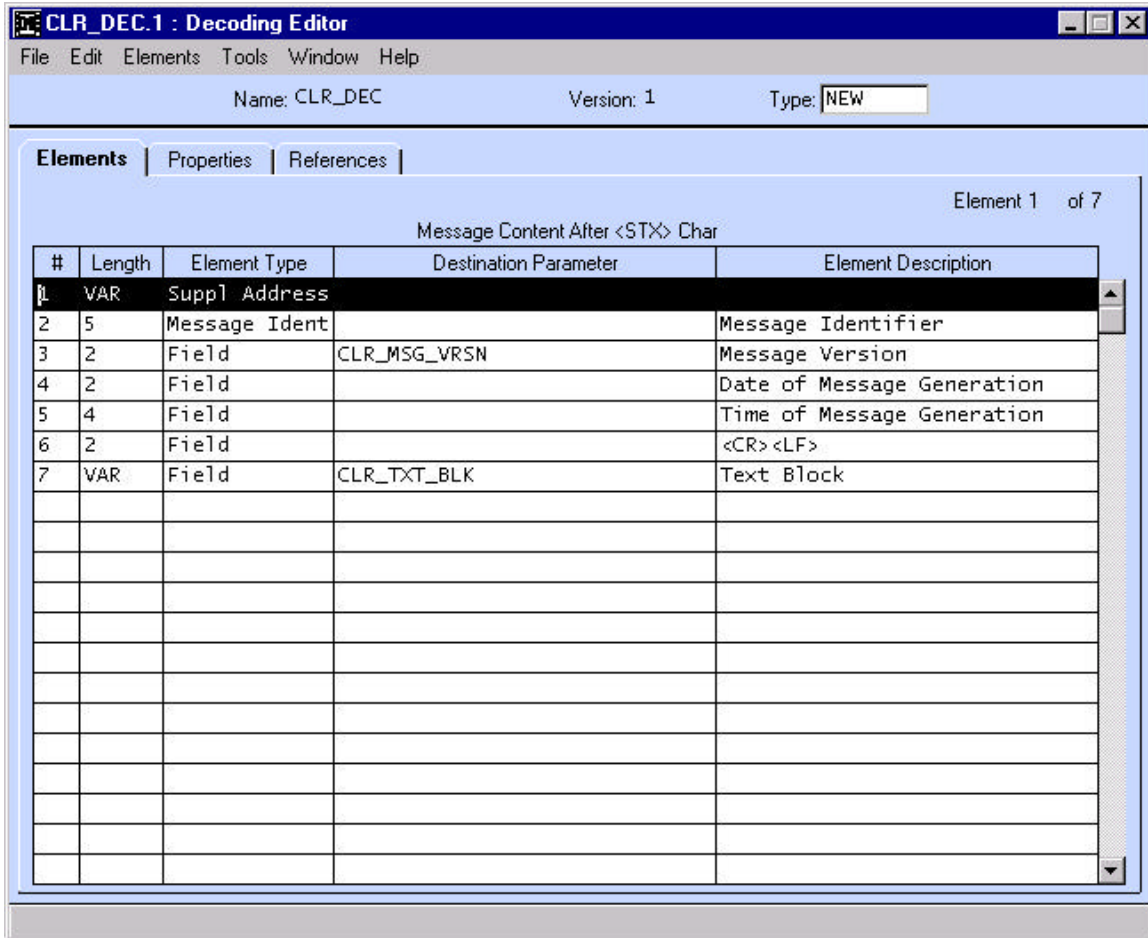 CLR_DEC.1 : Decoding Editor
File Edit Elements Tools Window Help
Name: CLR_DEC Version: 1 Type: NEW
Elements Properties References
Element 1 of 7
Message Content After <STX> Char
# Length Element Type Destination Parameter Element Description
1 VAR Suppl Address
2 5 Message Ident Message Identifier
3 2 Field CLR_MSG_VRSN Message Version
4 2 Field Date of Message Generation
5 4 Field Time of Message Generation
6 2 Field <CR><LF>
7 VAR Field CLR_TXT_BLK Text Block